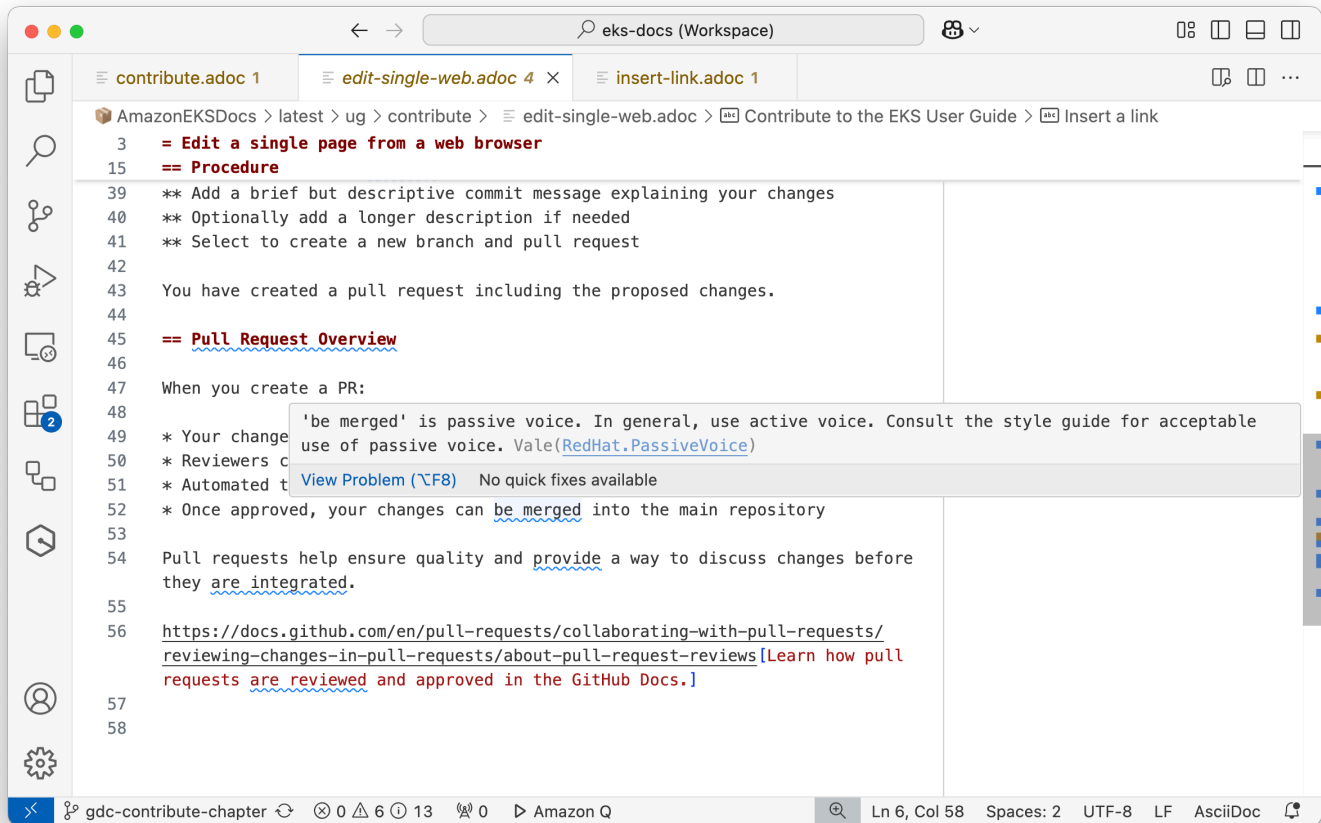 eks-docs (Workspace)
contribute.adoc 1
edit-single-web.adoc 4
insert-link.adoc 1
AmazonEKSDocs > latest > ug > contribute > edit-single-web.adoc > Contribute to the EKS User Guide > Insert a link
3 = Edit a single page from a web browser
15 == Procedure
39 ** Add a brief but descriptive commit message explaining your changes
40 ** Optionally add a longer description if needed
41 ** Select to create a new branch and pull request
42
43 You have created a pull request including the proposed changes.
44
45 == Pull Request Overview
46
47 When you create a PR:
48
'be merged' is passive voice. In general, use active voice. Consult the style guide for acceptable
use of passive voice. Vale(RedHat.PassiveVoice)
View Problem (⌥F8) No quick fixes available
49 * Your change
50 * Reviewers c
51 * Automated t
52 * Once approved, your changes can be merged into the main repository
53
54 Pull requests help ensure quality and provide a way to discuss changes before
they are integrated.
55
56 https://docs.github.com/en/pull-requests/collaborating-with-pull-requests/
reviewing-changes-in-pull-requests/about-pull-request-reviews[Learn how pull
requests are reviewed and approved in the GitHub Docs.]
57
58
2
gdc-contribute-chapter 0 6 13 0 Amazon Q Ln 6, Col 58 Spaces: 2 UTF-8 LF AsciiDoc